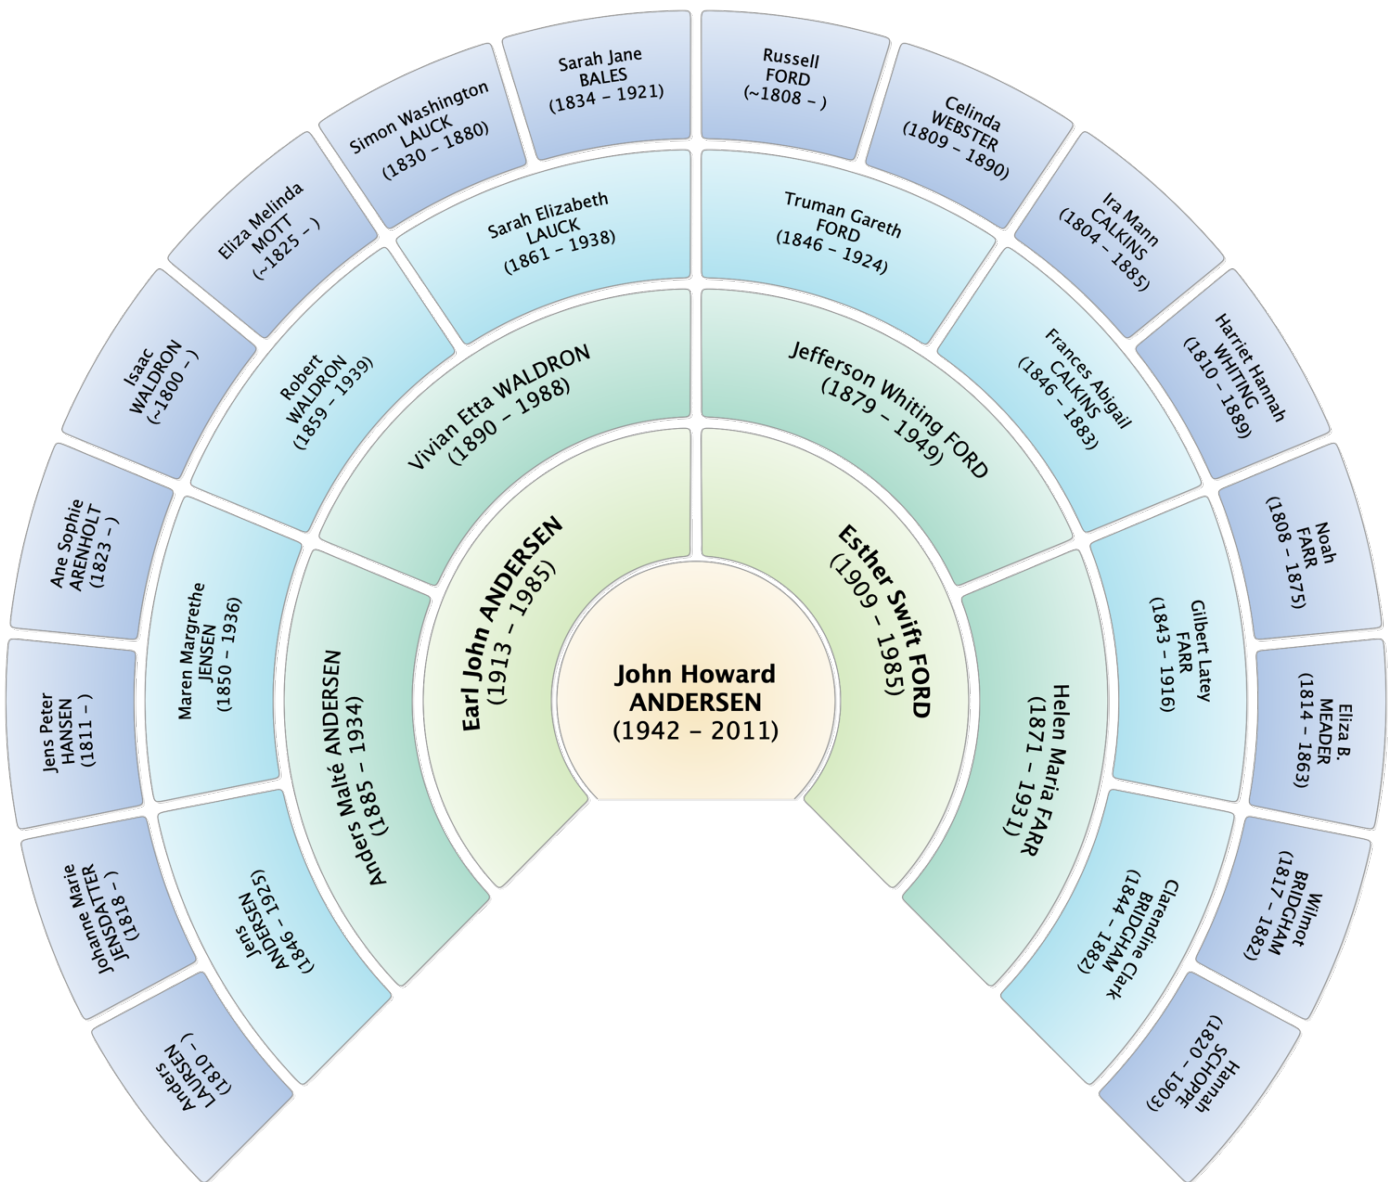 Sarah Jane
BALES
(1834 – 1921)
Russell
FORD
(~1808 – )
Simon Washington
LAUCK
(1830 – 1880)
Celinda
WEBSTER
(1809 – 1890)
Eliza Melinda
MOTT
(~1825 – )
Sarah Elizabeth
LAUCK
(1861 – 1938)
Truman Gareth
FORD
(1846 – 1924)
Ira Mann
CALKINS
(1804 – 1885)
Isaac
WALDRON
(~1800 – )
Robert
WALDRON
(1859 – 1939)
Vivian Etta WALDRON
(1890 – 1988)
Jefferson Whiting FORD
(1879 – 1949)
Frances Abigail
CALKINS
(1846 – 1883)
Harriet Hannah
WHITING
(1810 – 1889)
Ane Sophie
ARENHOLT
(1823 – )
Noah
FARR
(1808 – 1875)
Maren Margrethe
JENSEN
(1850 – 1936)
Earl John ANDERSEN
(1913 – 1985)
Esther Swift FORD
(1909 – 1985)
Gilbert Latey
FARR
(1843 – 1916)
Jens Peter
HANSEN
(1811 – )
Anders Malté ANDERSEN
(1885 – 1934)
John Howard
ANDERSEN
(1942 – 2011)
Helen Maria FARR
(1871 – 1931)
Eliza B.
MEADER
(1814 – 1863)
Johanne Marie
JENSDATTER
(1818 – )
Jens
ANDERSEN
(1846 – 1925)
Clarendine Clark
BRIDGHAM
(1844 – 1882)
Wilmot
BRIDGHAM
(1817 – 1882)
Anders
LAURSEN
(1810 – )
Hannah
SCHOPPE
(1820 – 1903)